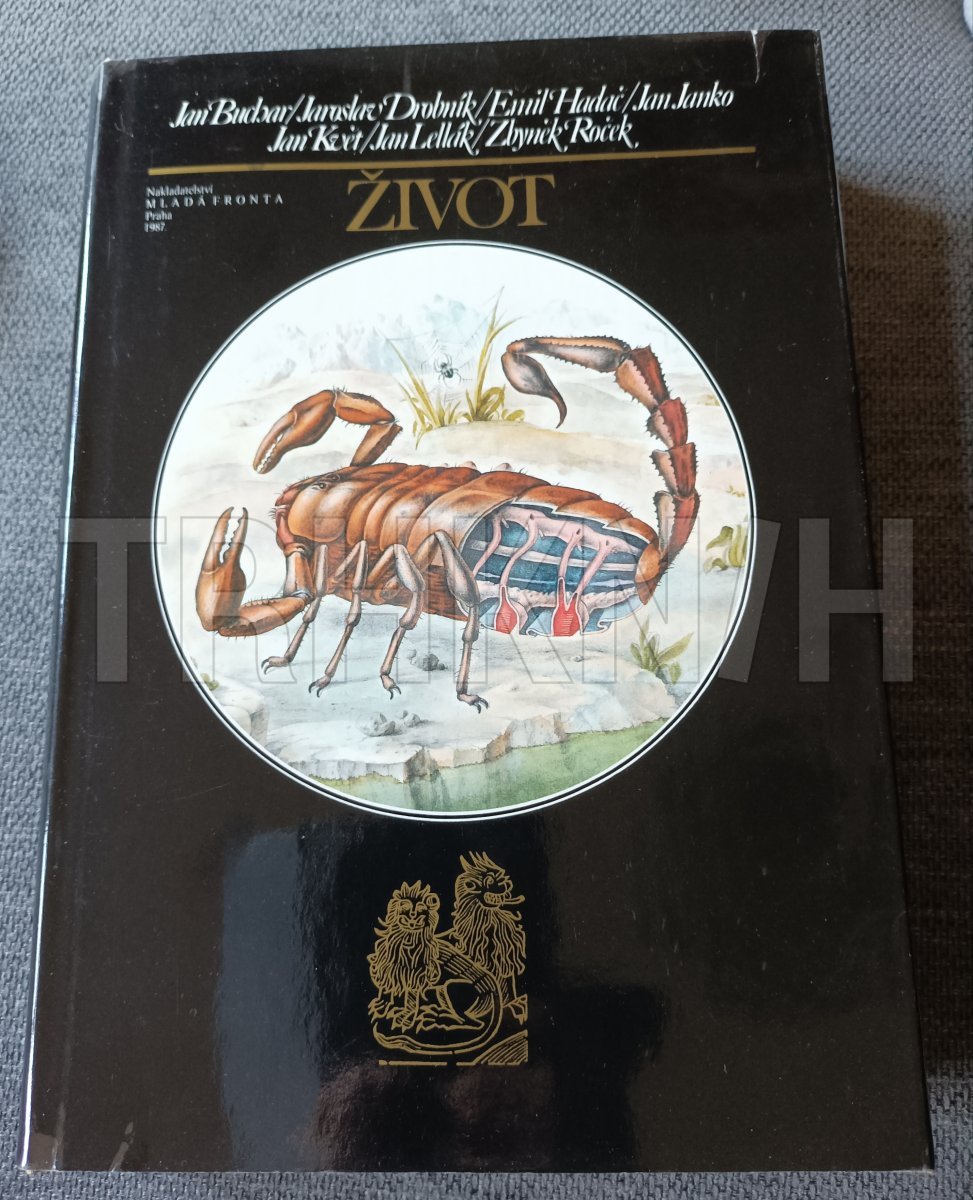 Jan Buchar/Jaroslav Drobník/Emil Hadač/Jan Janko
Jan Květ/Jan Lellák/Zbyněk Roček
Nakladatelství
MLADÁ FRONTA
Praha
1987
ŽIVOT
TRHKNIH